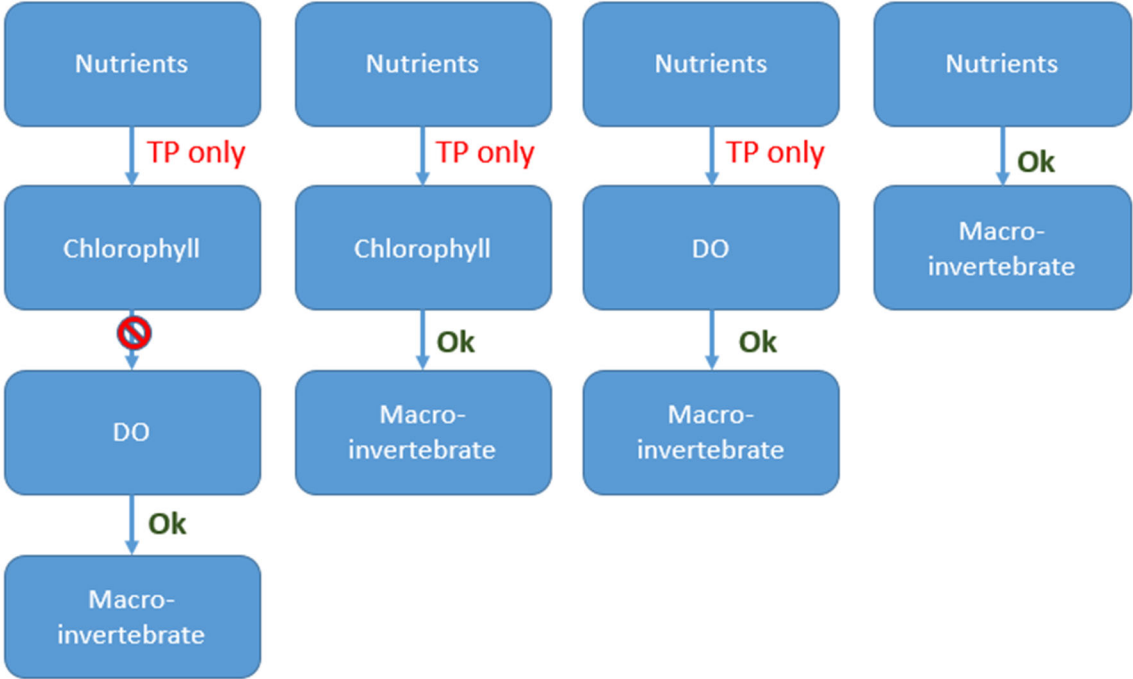 Nutrients
TP only
Chlorophyll
DO
Ok
Macro-
invertebrate
Nutrients
TP only
Chlorophyll
Ok
Macro-
invertebrate
Nutrients
TP only
DO
Ok
Macro-
invertebrate
Nutrients
Ok
Macro-
invertebrate